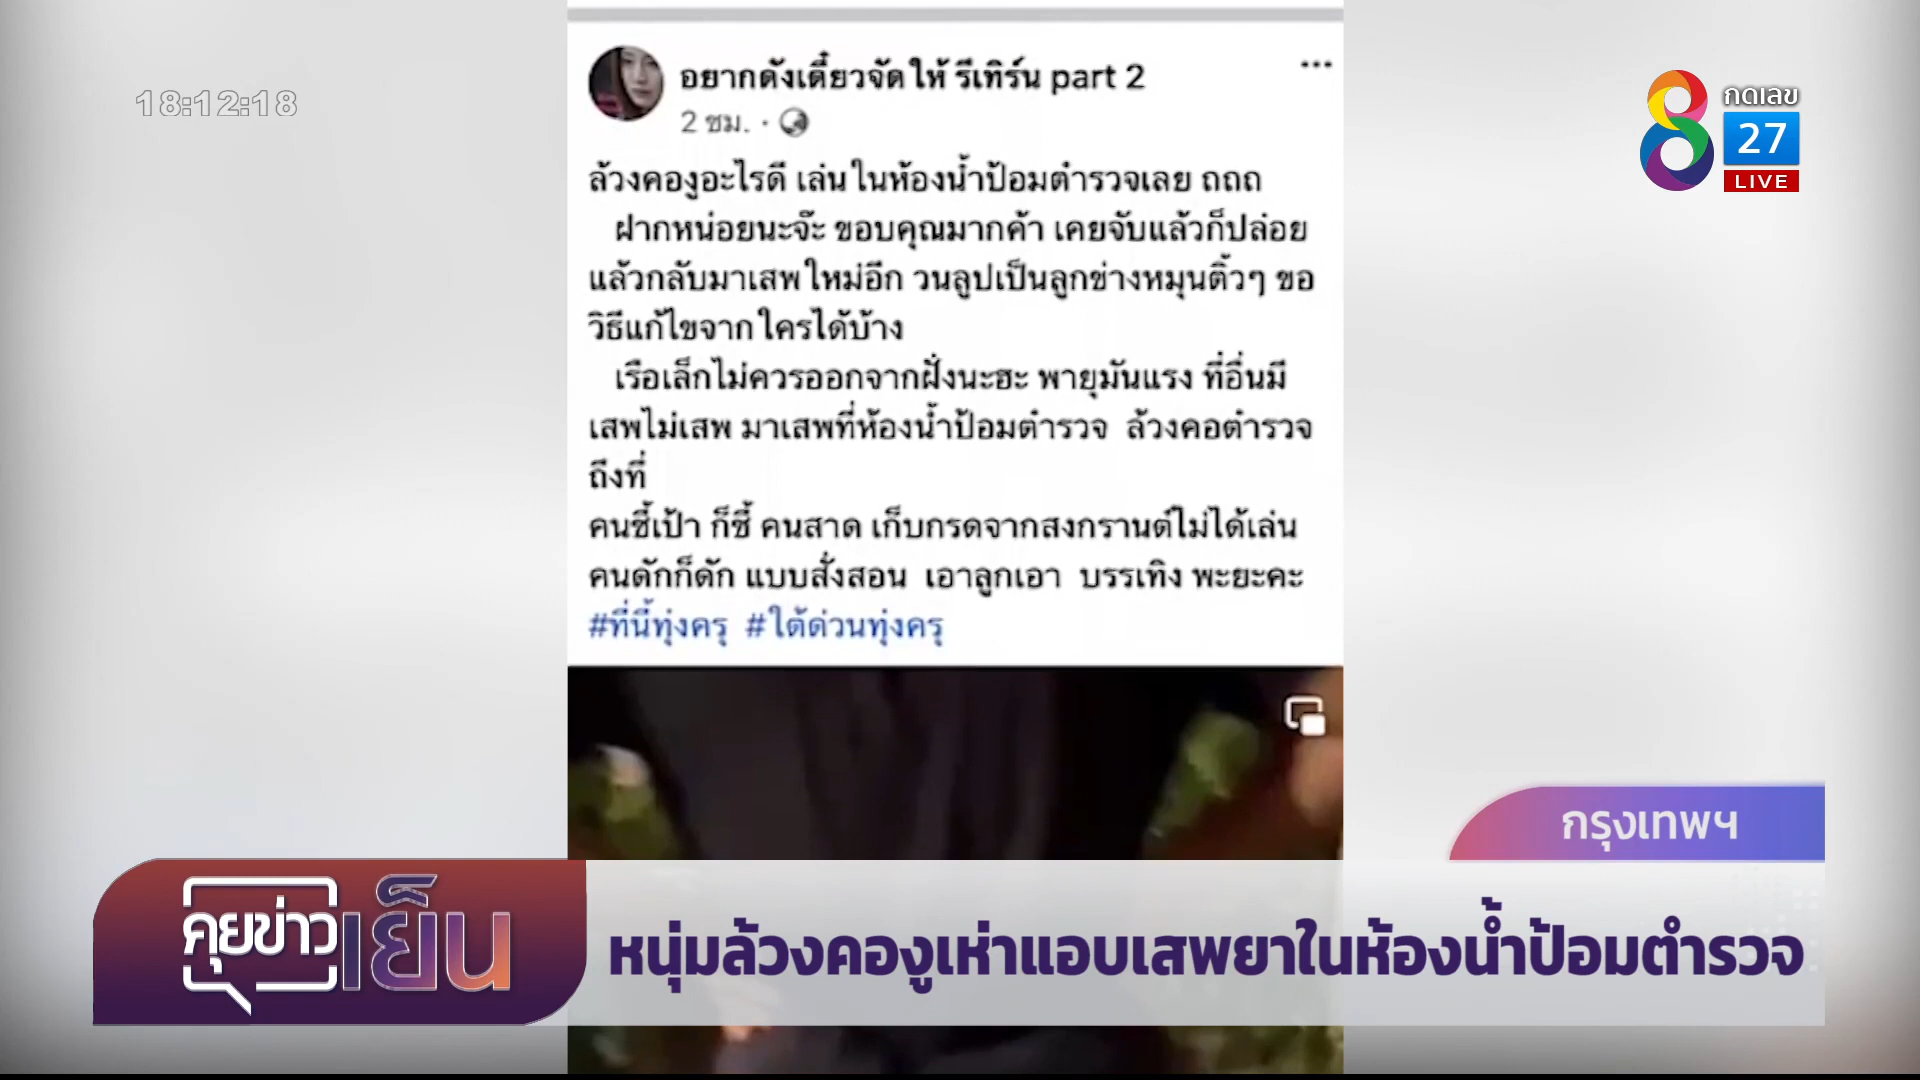 18:12:18
กดเลข
27
LIVE
อยากดังเดี๋ยวจัดให้ รีเทิร์น part 2
2 ชม. ·
ล้วงคองูอะไรดี เล่นในห้องน้ำป้อมตำรวจเลย ถถถ
ฝากหน่อยนะจ๊ะ ขอบคุณมากค้า เคยจับแล้วก็ปล่อย
แล้วกลับมาเสพใหม่อีก วนลูปเป็นลูกข่างหมุนติ้วๆ ขอ
วิธีแก้ไขจากใครได้บ้าง
เรือเล็กไม่ควรออกจากฝั่งนะฮะ พายุมันแรง ที่อื่นมี
เสพไม่เสพ มาเสพที่ห้องน้ำป้อมตำรวจ ล้วงคอตำรวจ
ถึงที่
คนชี้เป้า ก็ชี้ คนสาด เก็บกรดจากสงกรานต์ไม่ได้เล่น
คนดักก็ดัก แบบสั่งสอน เอาลูกเอา บรรเทิง พะยะคะ
#ที่นี้ทุ่งครุ #ใต้ด่วนทุ่งครุ
กรุงเทพฯ
คุยข่าวเย็น
หนุ่มล้วงคองูเห่าแอบเสพยาในห้องน้ำป้อมตำรวจ